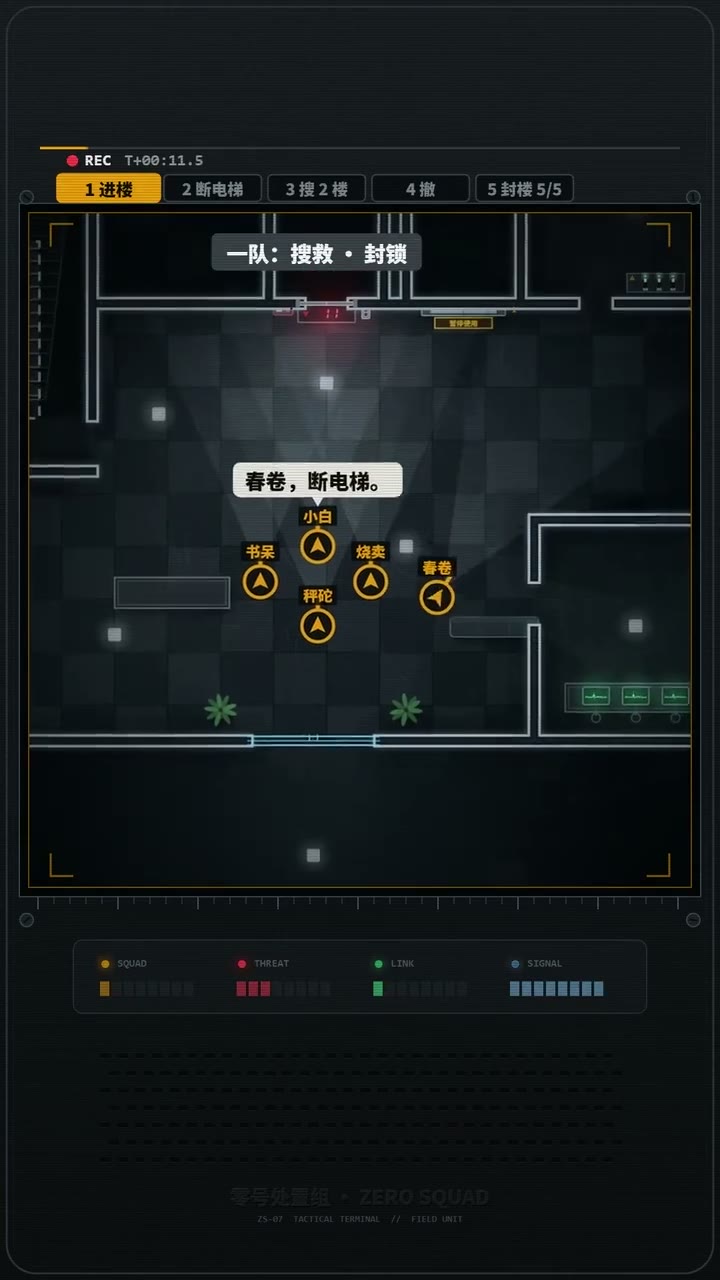 REC T+00:11.5
1 进楼
2 断电梯
3 搜 2 楼
4 撤
5 封楼 5/5
一队：搜救 · 封锁
11
暂停使用
春卷，断电梯。
小白
书呆
烧卖
春卷
秤砣
SQUAD
THREAT
LINK
SIGNAL
零号处置组 · ZERO SQUAD
ZS-07 TACTICAL TERMINAL // FIELD UNIT